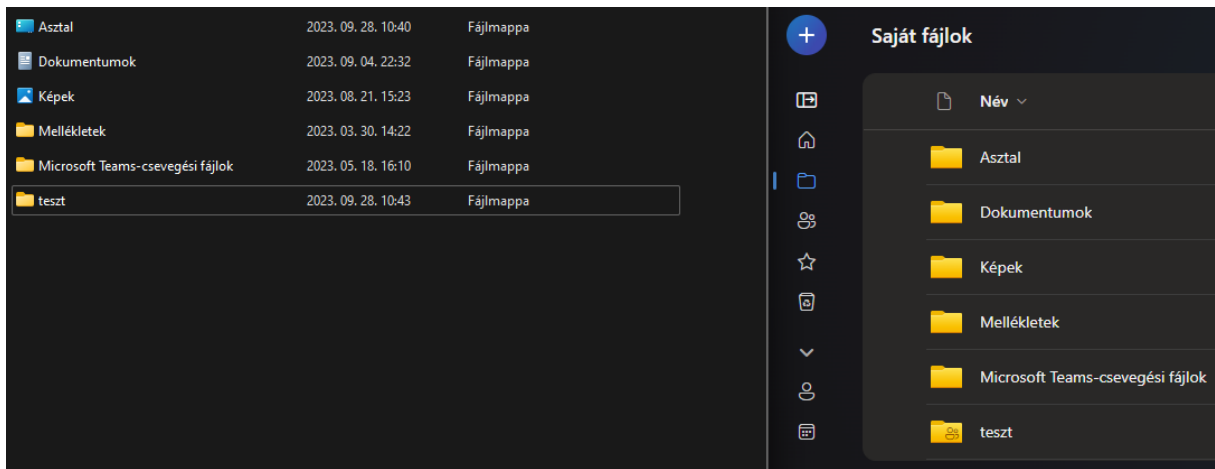 Asztal 2023. 09. 28. 10:40 Fájlmappa
Dokumentumok 2023. 09. 04. 22:32 Fájlmappa
Képek 2023. 08. 21. 15:23 Fájlmappa
Mellékletek 2023. 03. 30. 14:22 Fájlmappa
Microsoft Teams-csevegési fájlok 2023. 05. 18. 16:10 Fájlmappa
teszt 2023. 09. 28. 10:43 Fájlmappa
Saját fájlok
Név
Asztal
Dokumentumok
Képek
Mellékletek
Microsoft Teams-csevegési fájlok
teszt